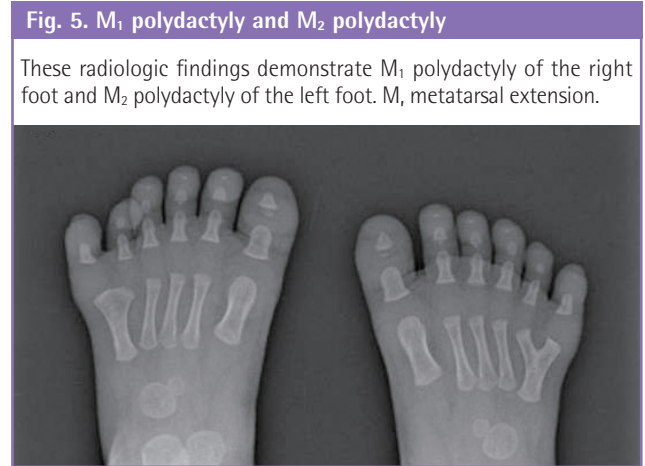 Fig. 5. M₁ polydactyly and M₂ polydactyly
These radiologic findings demonstrate M₁ polydactyly of the right
foot and M₂ polydactyly of the left foot. M, metatarsal extension.